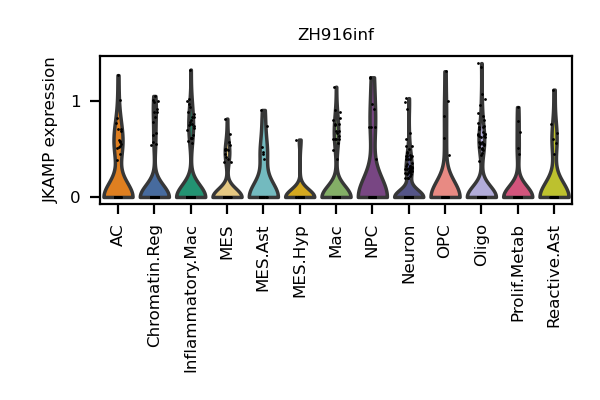 ZH916inf
JKAMP expression
1
0
AC
Chromatin.Reg
Inflammatory.Mac
MES
MES.Ast
MES.Hyp
Mac
NPC
Neuron
OPC
Oligo
Prolif.Metab
Reactive.Ast